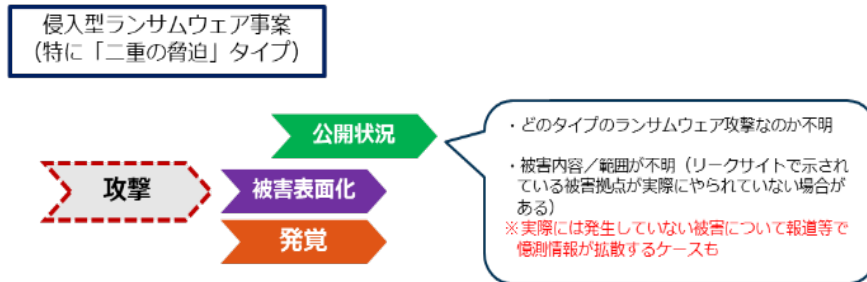 侵入型ランサムウェア事案
(特に「二重の脅迫」タイプ)
公開状況
攻撃
被害表面化
発覚
・どのタイプのランサムウェア攻撃なのか不明
・被害内容/範囲が不明(リークサイトで示され
ている被害拠点が実際にやられていない場合が
ある)
※実際には発生していない被害について報道等で
憶測情報が拡散するケースも